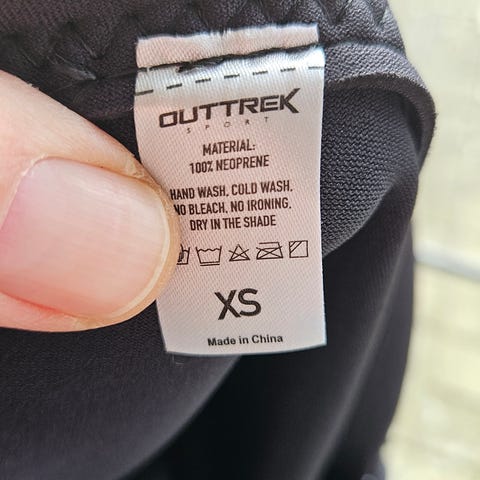 OUTTREK
SPORT
MATERIAL:
100% NEOPRENE
HAND WASH, COLD WASH,
NO BLEACH, NO IRONING,
DRY IN THE SHADE
XS
Made in China